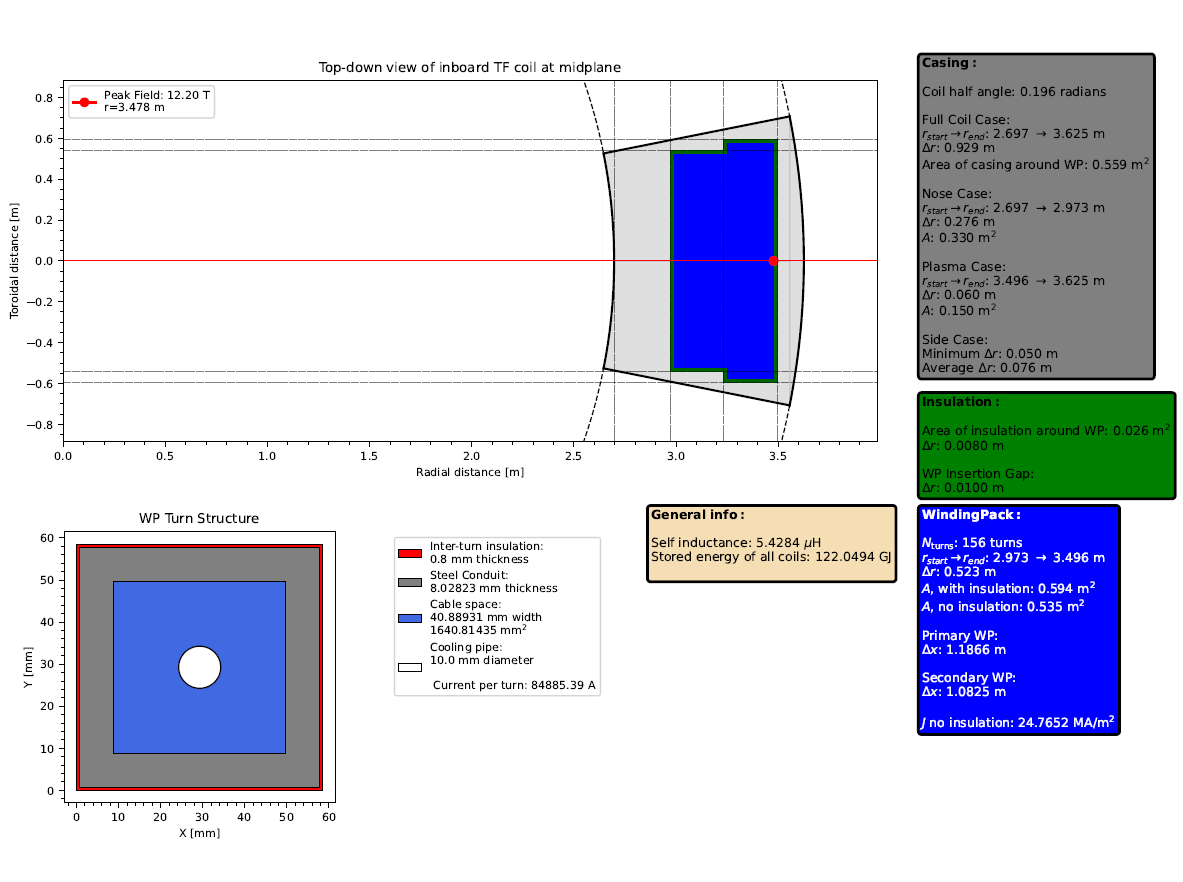 Top-down view of inboard TF coil at midplane
Peak Field: 12.20 T
r=3.478 m
Toroidal distance [m]
0.8
0.6
0.4
0.2
0.0
−0.2
−0.4
−0.6
−0.8
0.0 0.5 1.0 1.5 2.0 2.5 3.0 3.5
Radial distance [m]
Casing:
Coil half angle: 0.196 radians
Full Coil Case:
r_start → r_end: 2.697 → 3.625 m
Δr: 0.929 m
Area of casing around WP: 0.559 m²
Nose Case:
r_start → r_end: 2.697 → 2.973 m
Δr: 0.276 m
A: 0.330 m²
Plasma Case:
r_start → r_end: 3.496 → 3.625 m
Δr: 0.060 m
A: 0.150 m²
Side Case:
Minimum Δr: 0.050 m
Average Δr: 0.076 m
Insulation:
Area of insulation around WP: 0.026 m²
Δr: 0.0080 m
WP Insertion Gap:
Δr: 0.0100 m
WP Turn Structure
Y [mm]
60
50
40
30
20
10
0
0 10 20 30 40 50 60
X [mm]
Inter-turn insulation:
0.8 mm thickness
Steel Conduit:
8.02823 mm thickness
Cable space:
40.88931 mm width
1640.81435 mm²
Cooling pipe:
10.0 mm diameter
Current per turn: 84885.39 A
General info:
Self inductance: 5.4284 μH
Stored energy of all coils: 122.0494 GJ
WindingPack:
N_turns: 156 turns
r_start → r_end: 2.973 → 3.496 m
Δr: 0.523 m
A, with insulation: 0.594 m²
A, no insulation: 0.535 m²
Primary WP:
Δx: 1.1866 m
Secondary WP:
Δx: 1.0825 m
J no insulation: 24.7652 MA/m²